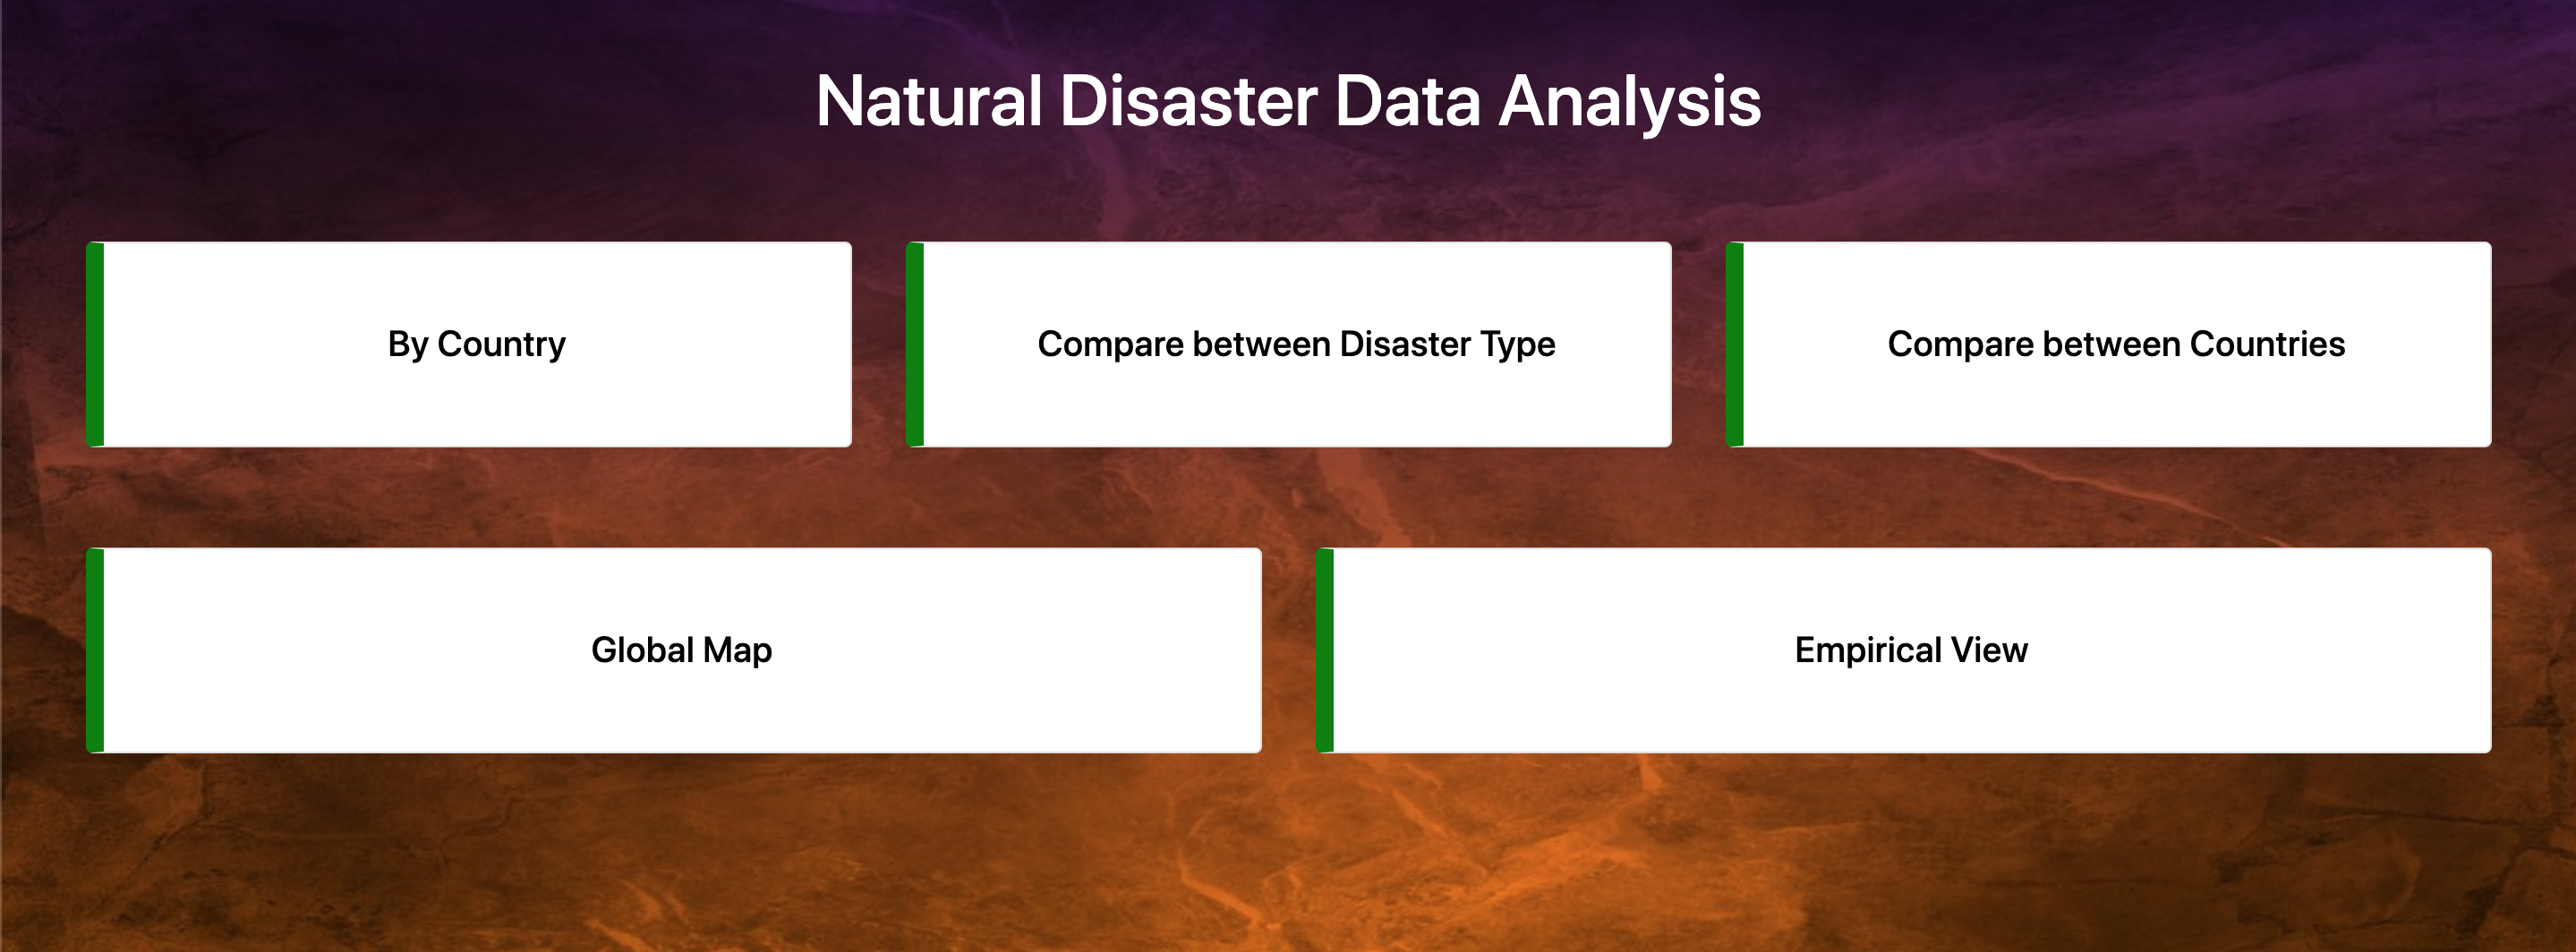 Natural Disaster Data Analysis
By Country
Compare between Disaster Type
Compare between Countries
Global Map
Empirical View